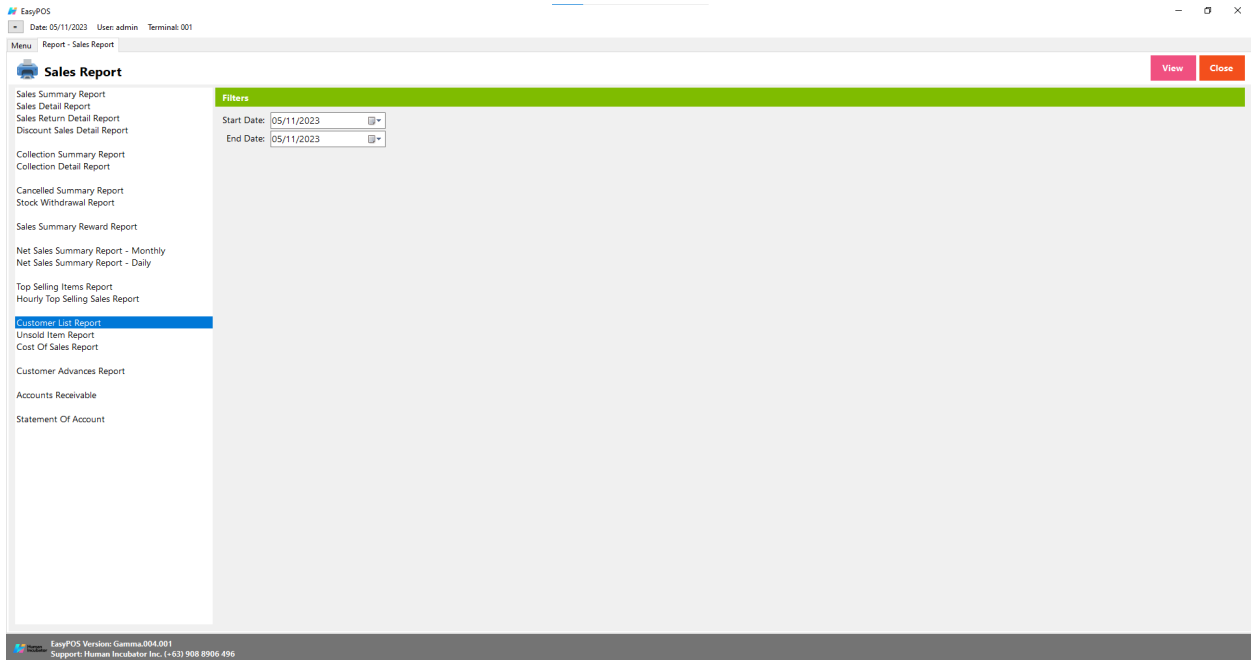 EasyPOS
Date: 05/11/2023 User: admin Terminal: 001
Menu Report - Sales Report
Sales Report
View Close
Sales Summary Report
Sales Detail Report
Sales Return Detail Report
Discount Sales Detail Report
Collection Summary Report
Collection Detail Report
Cancelled Summary Report
Stock Withdrawal Report
Sales Summary Reward Report
Net Sales Summary Report - Monthly
Net Sales Summary Report - Daily
Top Selling Items Report
Hourly Top Selling Sales Report
Customer List Report
Unsold Item Report
Cost Of Sales Report
Customer Advances Report
Accounts Receivable
Statement Of Account
Filters
Start Date: 05/11/2023
End Date: 05/11/2023
Human
Incubator
EasyPOS Version: Gamma.004.001
Support: Human Incubator Inc. (+63) 908 8906 496